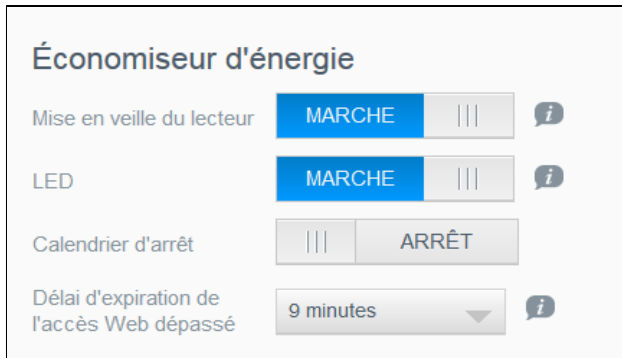 Économiseur d'énergie
Mise en veille du lecteur MARCHE
LED MARCHE
Calendrier d'arrêt ARRÊT
Délai d'expiration de
l'accès Web dépassé 9 minutes